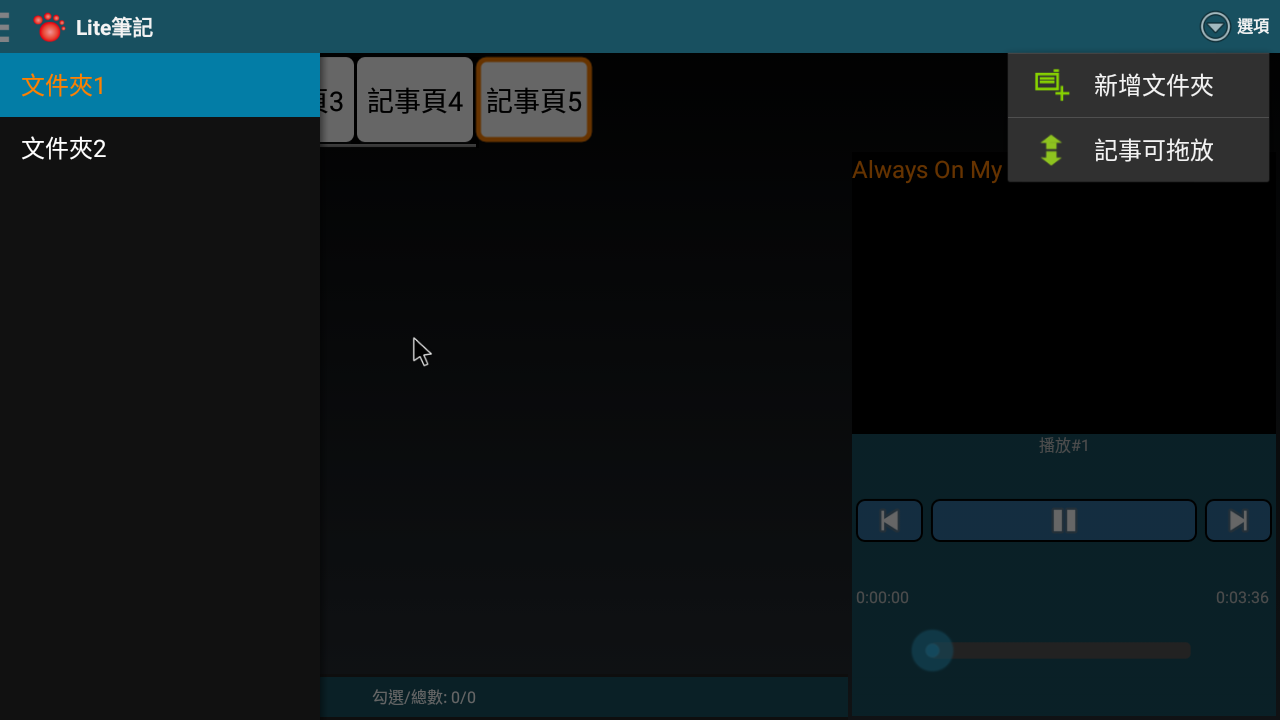 Lite筆記
選項
文件夾1
文件夾2
頁3
記事頁4
記事頁5
新增文件夾
記事可拖放
Always On My
播放#1
0:00:00
0:03:36
勾選/總數: 0/0